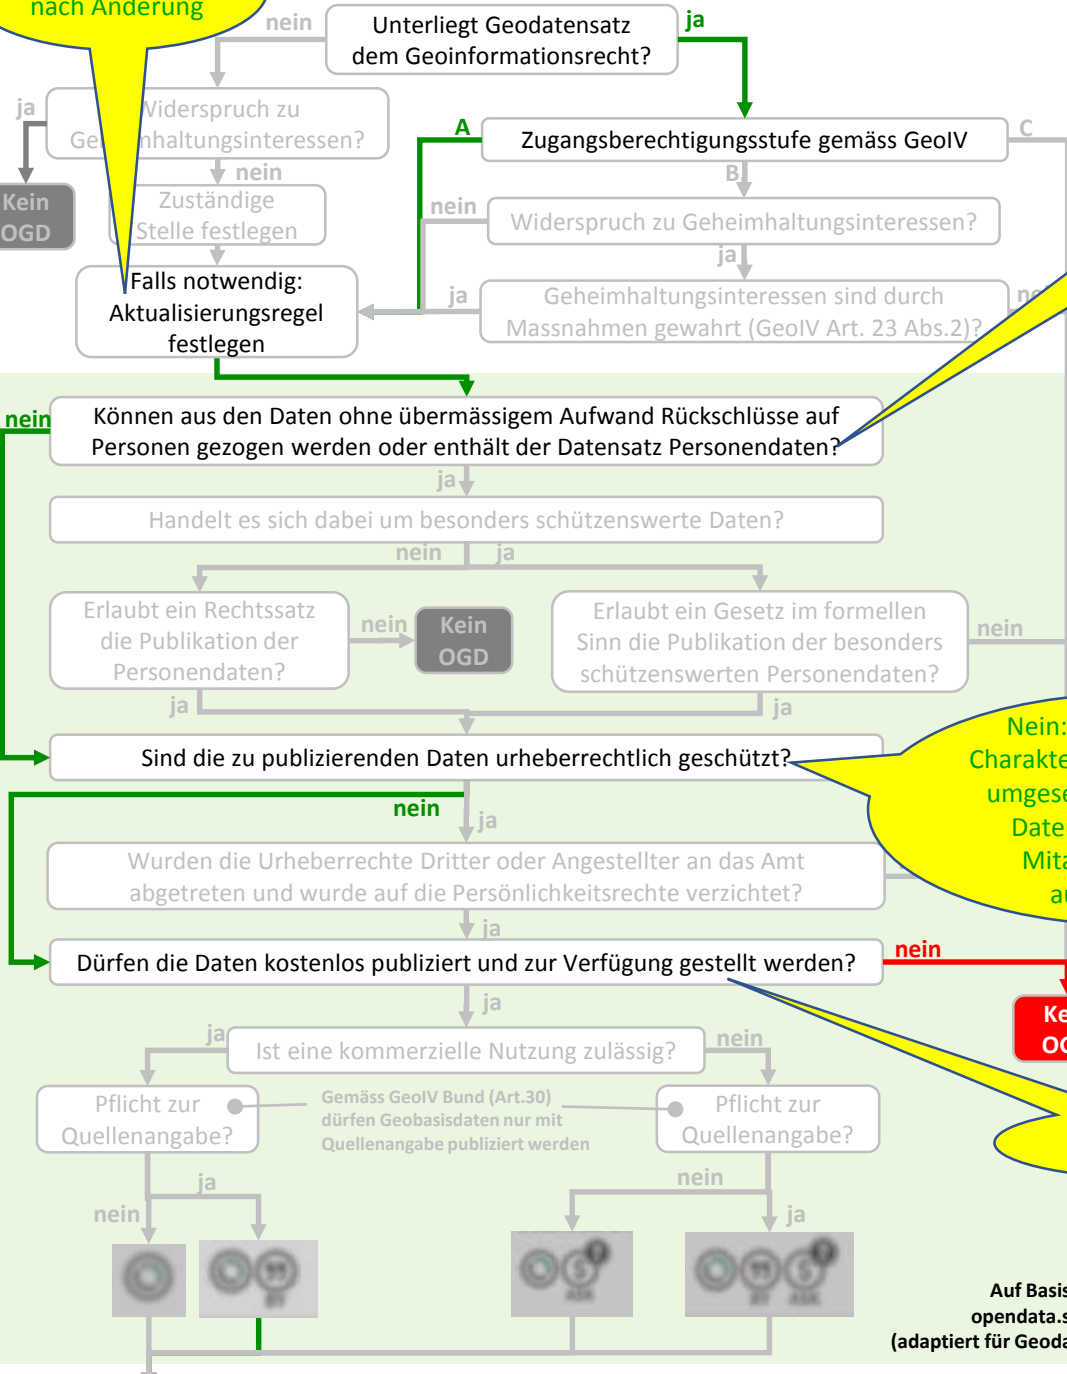 nach Änderung
nein
Unterliegt Geodatensatz
dem Geoinformationsrecht?
ja
ja
Widerspruch zu
Geheimhaltungsinteressen?
A
Zugangsberechtigungsstufe gemäss GeoIV
C
nein
B
Kein
OGD
Zuständige
Stelle festlegen
nein
Widerspruch zu Geheimhaltungsinteressen?
ja
Falls notwendig:
Aktualisierungsregel
festlegen
ja
Geheimhaltungsinteressen sind durch
Massnahmen gewahrt (GeoIV Art. 23 Abs.2)?
nein
Können aus den Daten ohne übermässigem Aufwand Rückschlüsse auf
Personen gezogen werden oder enthält der Datensatz Personendaten?
ja
Handelt es sich dabei um besonders schützenswerte Daten?
nein
ja
Erlaubt ein Rechtssatz
die Publikation der
Personendaten?
nein
Kein
OGD
Erlaubt ein Gesetz im formellen
Sinn die Publikation der besonders
schützenswerten Personendaten?
nein
ja
ja
Sind die zu publizierenden Daten urheberrechtlich geschützt?
Nein:
nein
ja
Wurden die Urheberrechte Dritter oder Angestellter an das Amt
abgetreten und wurde auf die Persönlichkeitsrechte verzichtet?
ja
Dürfen die Daten kostenlos publiziert und zur Verfügung gestellt werden?
nein
ja
ja
Ist eine kommerzielle Nutzung zulässig?
nein
Pflicht zur
Quellenangabe?
Gemäss GeoIV Bund (Art.30)
dürfen Geobasisdaten nur mit
Quellenangabe publiziert werden
Pflicht zur
Quellenangabe?
nein
ja
nein
ja
BY
ASK
BY ASK
Auf Basis
opendata.s
(adaptiert für Geoda